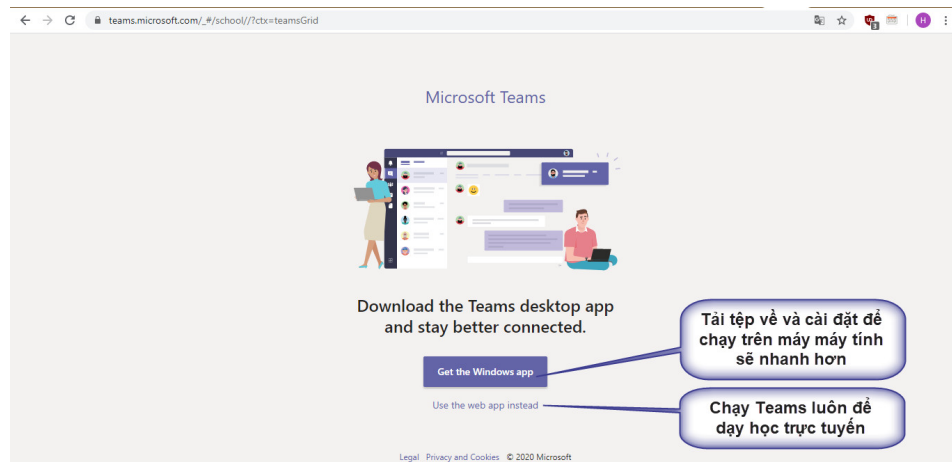 teams.microsoft.com/_#/school//?ctx=teamsGrid
3
H
Microsoft Teams
Download the Teams desktop app
and stay better connected.
Get the Windows app
Use the web app instead
Tải tệp về và cài đặt để
chạy trên máy máy tính
sẽ nhanh hơn
Chạy Teams luôn để
dạy học trực tuyến
Legal Privacy and Cookies © 2020 Microsoft